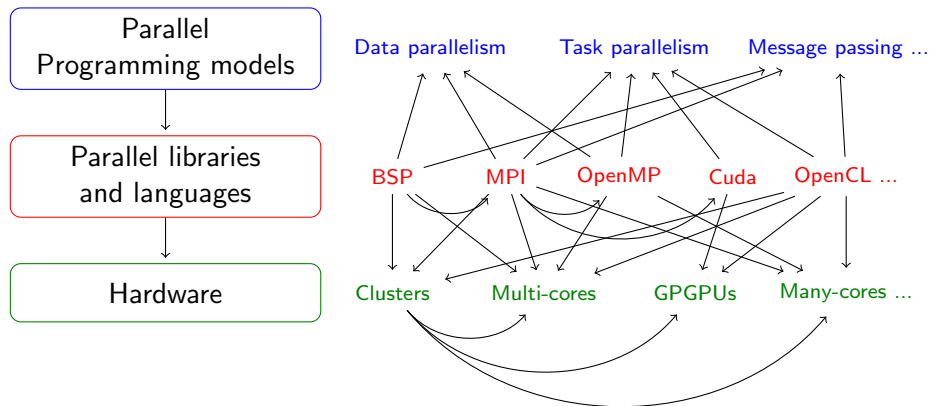 Parallel
Programming models
Data parallelism
Task parallelism
Message passing ...
Parallel libraries
and languages
BSP
MPI
OpenMP
Cuda
OpenCL ...
Hardware
Clusters
Multi-cores
GPGPUs
Many-cores ...